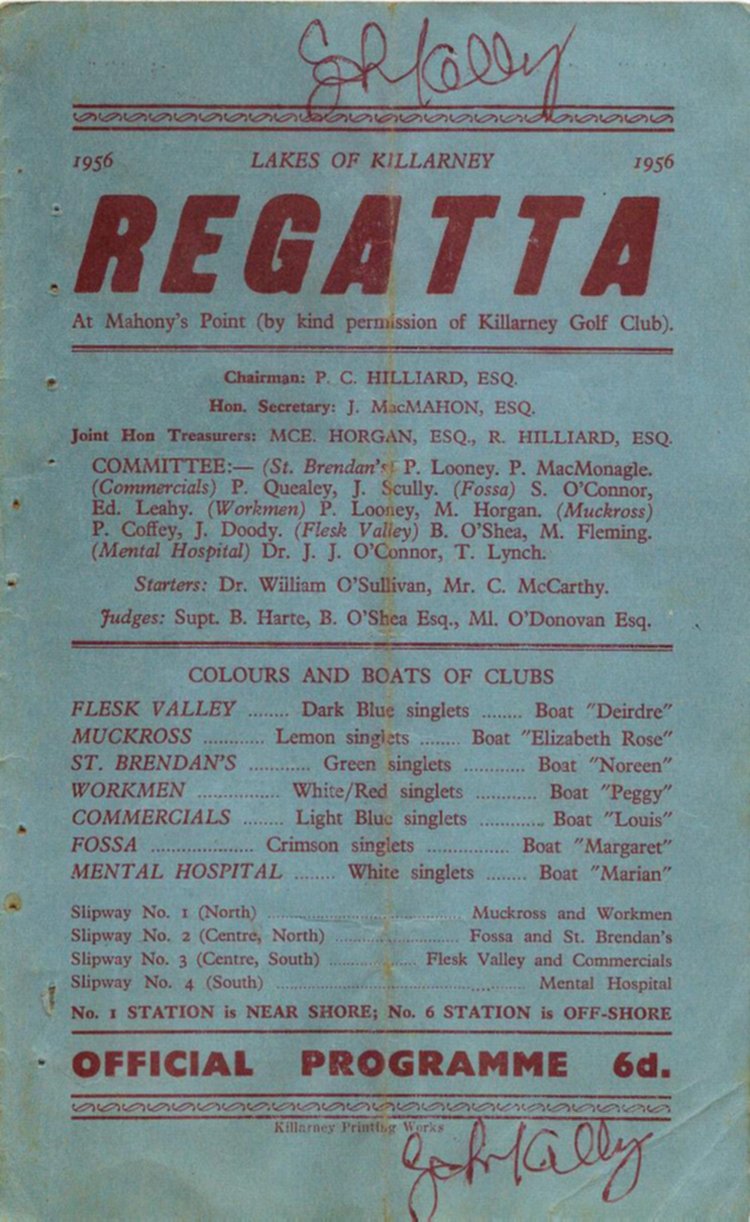 1956 LAKES OF KILLARNEY 1956
REGATTA
At Mahony's Point (by kind permission of Killarney Golf Club).
Chairman: P. C. HILLIARD, ESQ.
Hon. Secretary: J. MacMAHON, ESQ.
Joint Hon Treasurers: MCE. HORGAN, ESQ., R. HILLIARD, ESQ.
COMMITTEE:— (St. Brendan's) P. Looney. P. MacMonagle.
(Commercials) P. Quealey, J. Scully. (Fossa) S. O'Connor,
Ed. Leahy. (Workmen) P. Looney, M. Horgan. (Muckross)
P. Coffey, J. Doody. (Flesk Valley) B. O'Shea, M. Fleming.
(Mental Hospital) Dr. J. J. O'Connor, T. Lynch.
Starters: Dr. William O'Sullivan, Mr. C. McCarthy.
Judges: Supt. B. Harte, B. O'Shea Esq., Ml. O'Donovan Esq.
COLOURS AND BOATS OF CLUBS
FLESK VALLEY ........ Dark Blue singlets ........ Boat "Deirdre"
MUCKROSS ............ Lemon singlets ........ Boat "Elizabeth Rose"
ST. BRENDAN'S ............ Green singlets ............ Boat "Noreen"
WORKMEN .................. White/Red singlets ............ Boat "Peggy"
COMMERCIALS ........ Light Blue singlets ............. Boat "Louis"
FOSSA .................... Crimson singlets ................ Boat "Margaret"
MENTAL HOSPITAL ........ White singlets ........ Boat "Marian"
Slipway No. 1 (North) .................................................. Muckross and Workmen
Slipway No. 2 (Centre, North) .............................. Fossa and St. Brendan's
Slipway No. 3 (Centre, South) ...................... Flesk Valley and Commercials
Slipway No. 4 (South) .............................................................. Mental Hospital
No. 1 STATION is NEAR SHORE; No. 6 STATION is OFF-SHORE
OFFICIAL PROGRAMME 6d.
Killarney Printing Works